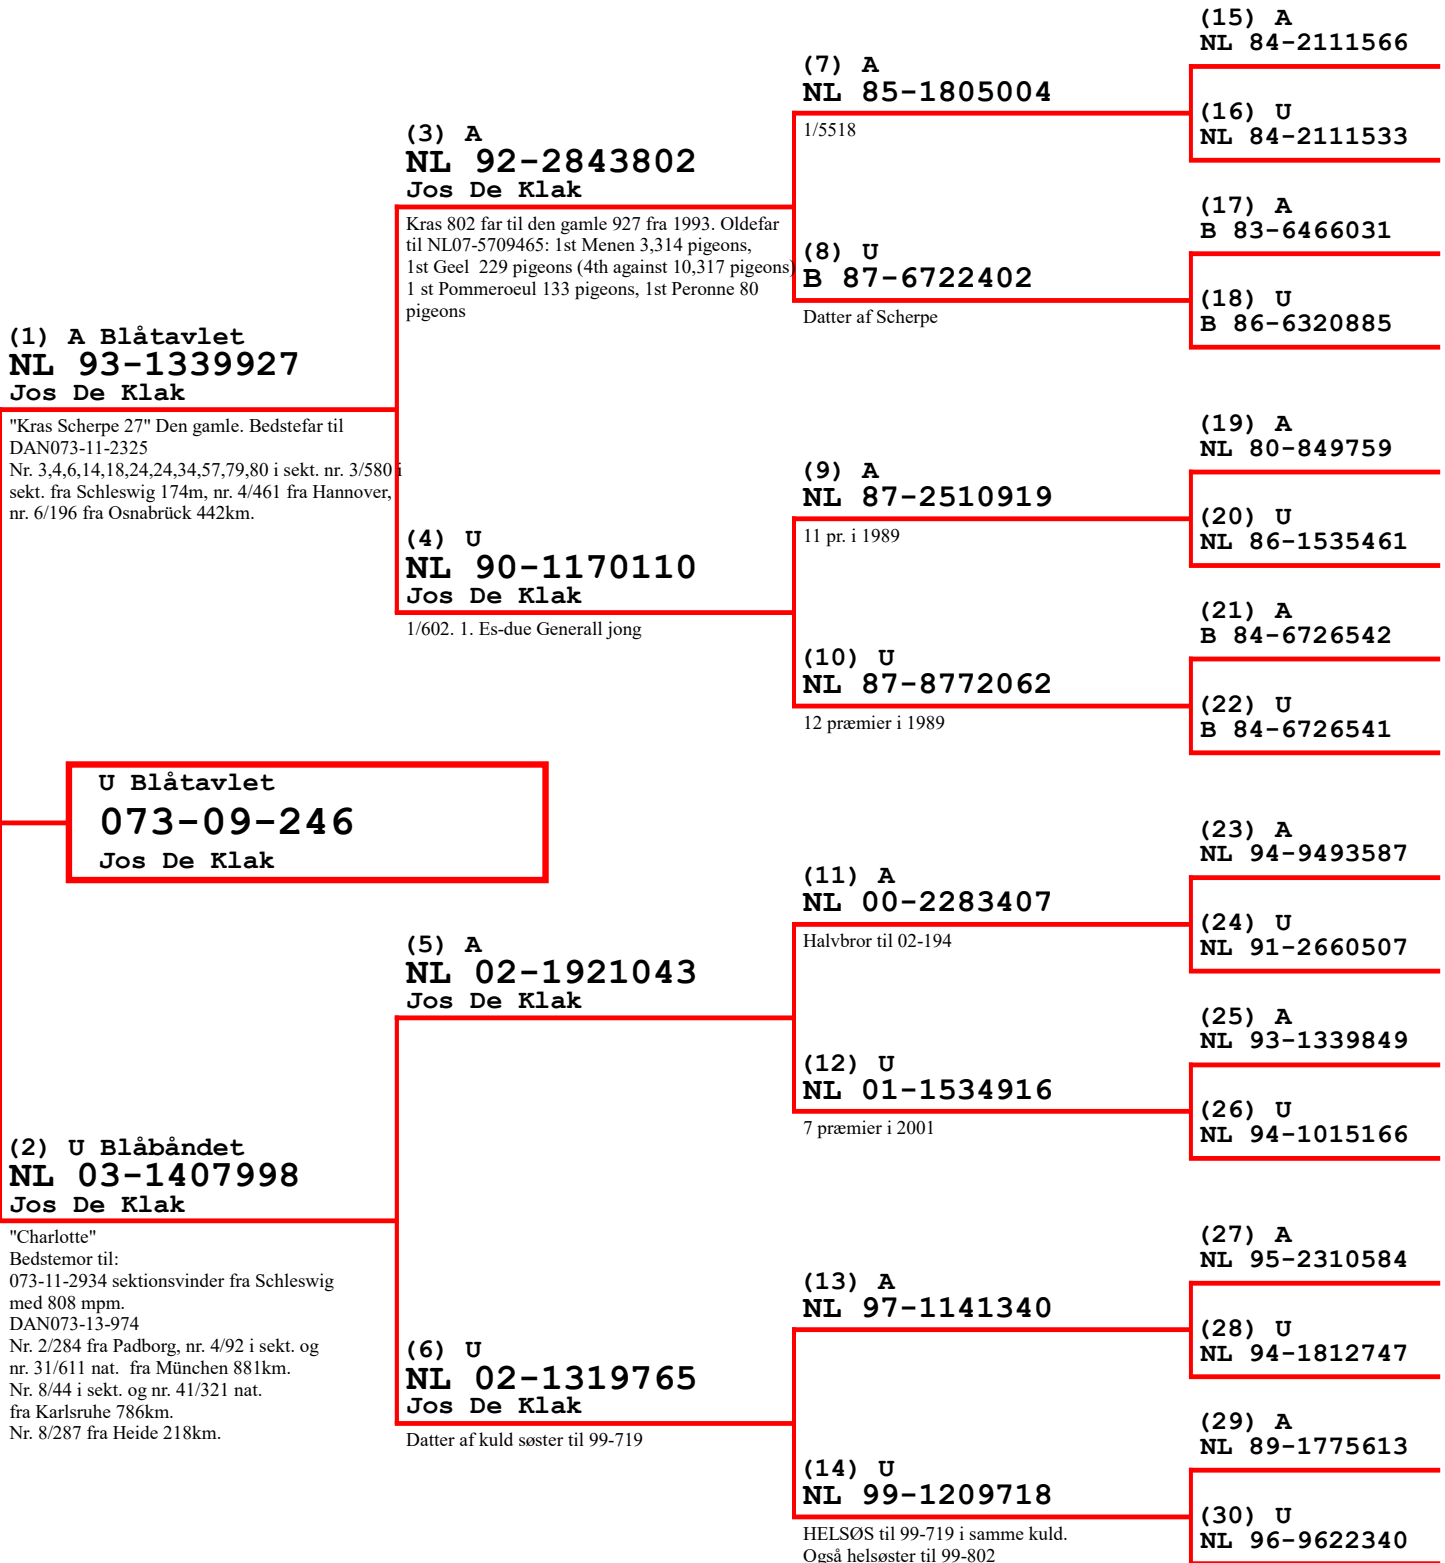 (1) A Blåtavlet
NL 93-1339927
Jos De Klak
"Kras Scherpe 27" Den gamle. Bedstefar til
DAN073-11-2325
Nr. 3,4,6,14,18,24,24,34,57,79,80 i sekt. nr. 3/580 i
sekt. fra Schleswig 174m, nr. 4/461 fra Hannover,
nr. 6/196 fra Osnabrück 442km.
U Blåtavlet
073-09-246
Jos De Klak
(2) U Blåbåndet
NL 03-1407998
Jos De Klak
"Charlotte"
Bedstemor til:
073-11-2934 sektionsvinder fra Schleswig
med 808 mpm.
DAN073-13-974
Nr. 2/284 fra Padborg, nr. 4/92 i sekt. og
nr. 31/611 nat.  fra München 881km.
Nr. 8/44 i sekt. og nr. 41/321 nat.
fra Karlsruhe 786km.
Nr. 8/287 fra Heide 218km.
(3) A
NL 92-2843802
Jos De Klak
Kras 802 far til den gamle 927 fra 1993. Oldefar
til NL07-5709465: 1st Menen 3,314 pigeons,
1st Geel  229 pigeons (4th against 10,317 pigeons)
1 st Pommeroeul 133 pigeons, 1st Peronne 80
pigeons
(4) U
NL 90-1170110
Jos De Klak
1/602. 1. Es-due Generall jong
(5) A
NL 02-1921043
Jos De Klak
(6) U
NL 02-1319765
Jos De Klak
Datter af kuld søster til 99-719
(7) A
NL 85-1805004
1/5518
(8) U
B 87-6722402
Datter af Scherpe
(9) A
NL 87-2510919
11 pr. i 1989
(10) U
NL 87-8772062
12 præmier i 1989
(11) A
NL 00-2283407
Halvbror til 02-194
(12) U
NL 01-1534916
7 præmier i 2001
(13) A
NL 97-1141340
(14) U
NL 99-1209718
HELSØS til 99-719 i samme kuld.
Også helsøster til 99-802
(15) A
NL 84-2111566
(16) U
NL 84-2111533
(17) A
B 83-6466031
(18) U
B 86-6320885
(19) A
NL 80-849759
(20) U
NL 86-1535461
(21) A
B 84-6726542
(22) U
B 84-6726541
(23) A
NL 94-9493587
(24) U
NL 91-2660507
(25) A
NL 93-1339849
(26) U
NL 94-1015166
(27) A
NL 95-2310584
(28) U
NL 94-1812747
(29) A
NL 89-1775613
(30) U
NL 96-9622340